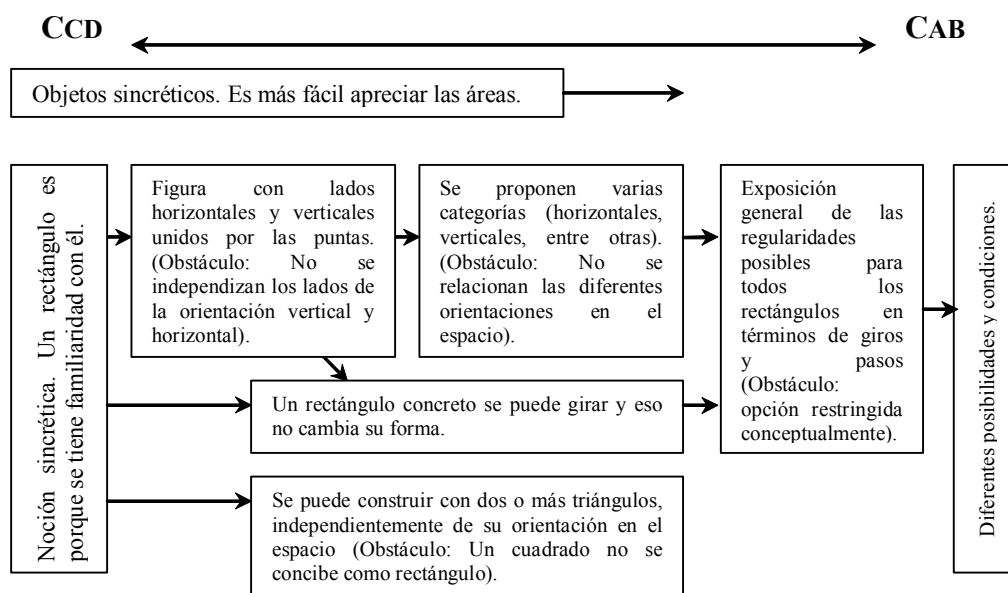 CCD
CAB
Objetos sincréticos. Es más fácil apreciar las áreas.
Noción sincrética. Un rectángulo es
porque se tiene familiaridad con él.
Figura con lados
horizontales y verticales
unidos por las puntas.
(Obstáculo: No se
independizan los lados de
la orientación vertical y
horizontal).
Se proponen varias
categorías (horizontales,
verticales, entre otras).
(Obstáculo: No se
relacionan las diferentes
orientaciones en el
espacio).
Exposición
general de las
regularidades
posibles para
todos los
rectángulos en
términos de giros
y pasos
(Obstáculo:
opción restringida
conceptualmente).
Diferentes posibilidades y condiciones.
Un rectángulo concreto se puede girar y eso
no cambia su forma.
Se puede construir con dos o más triángulos,
independientemente de su orientación en el
espacio (Obstáculo: Un cuadrado no se
concibe como rectángulo).